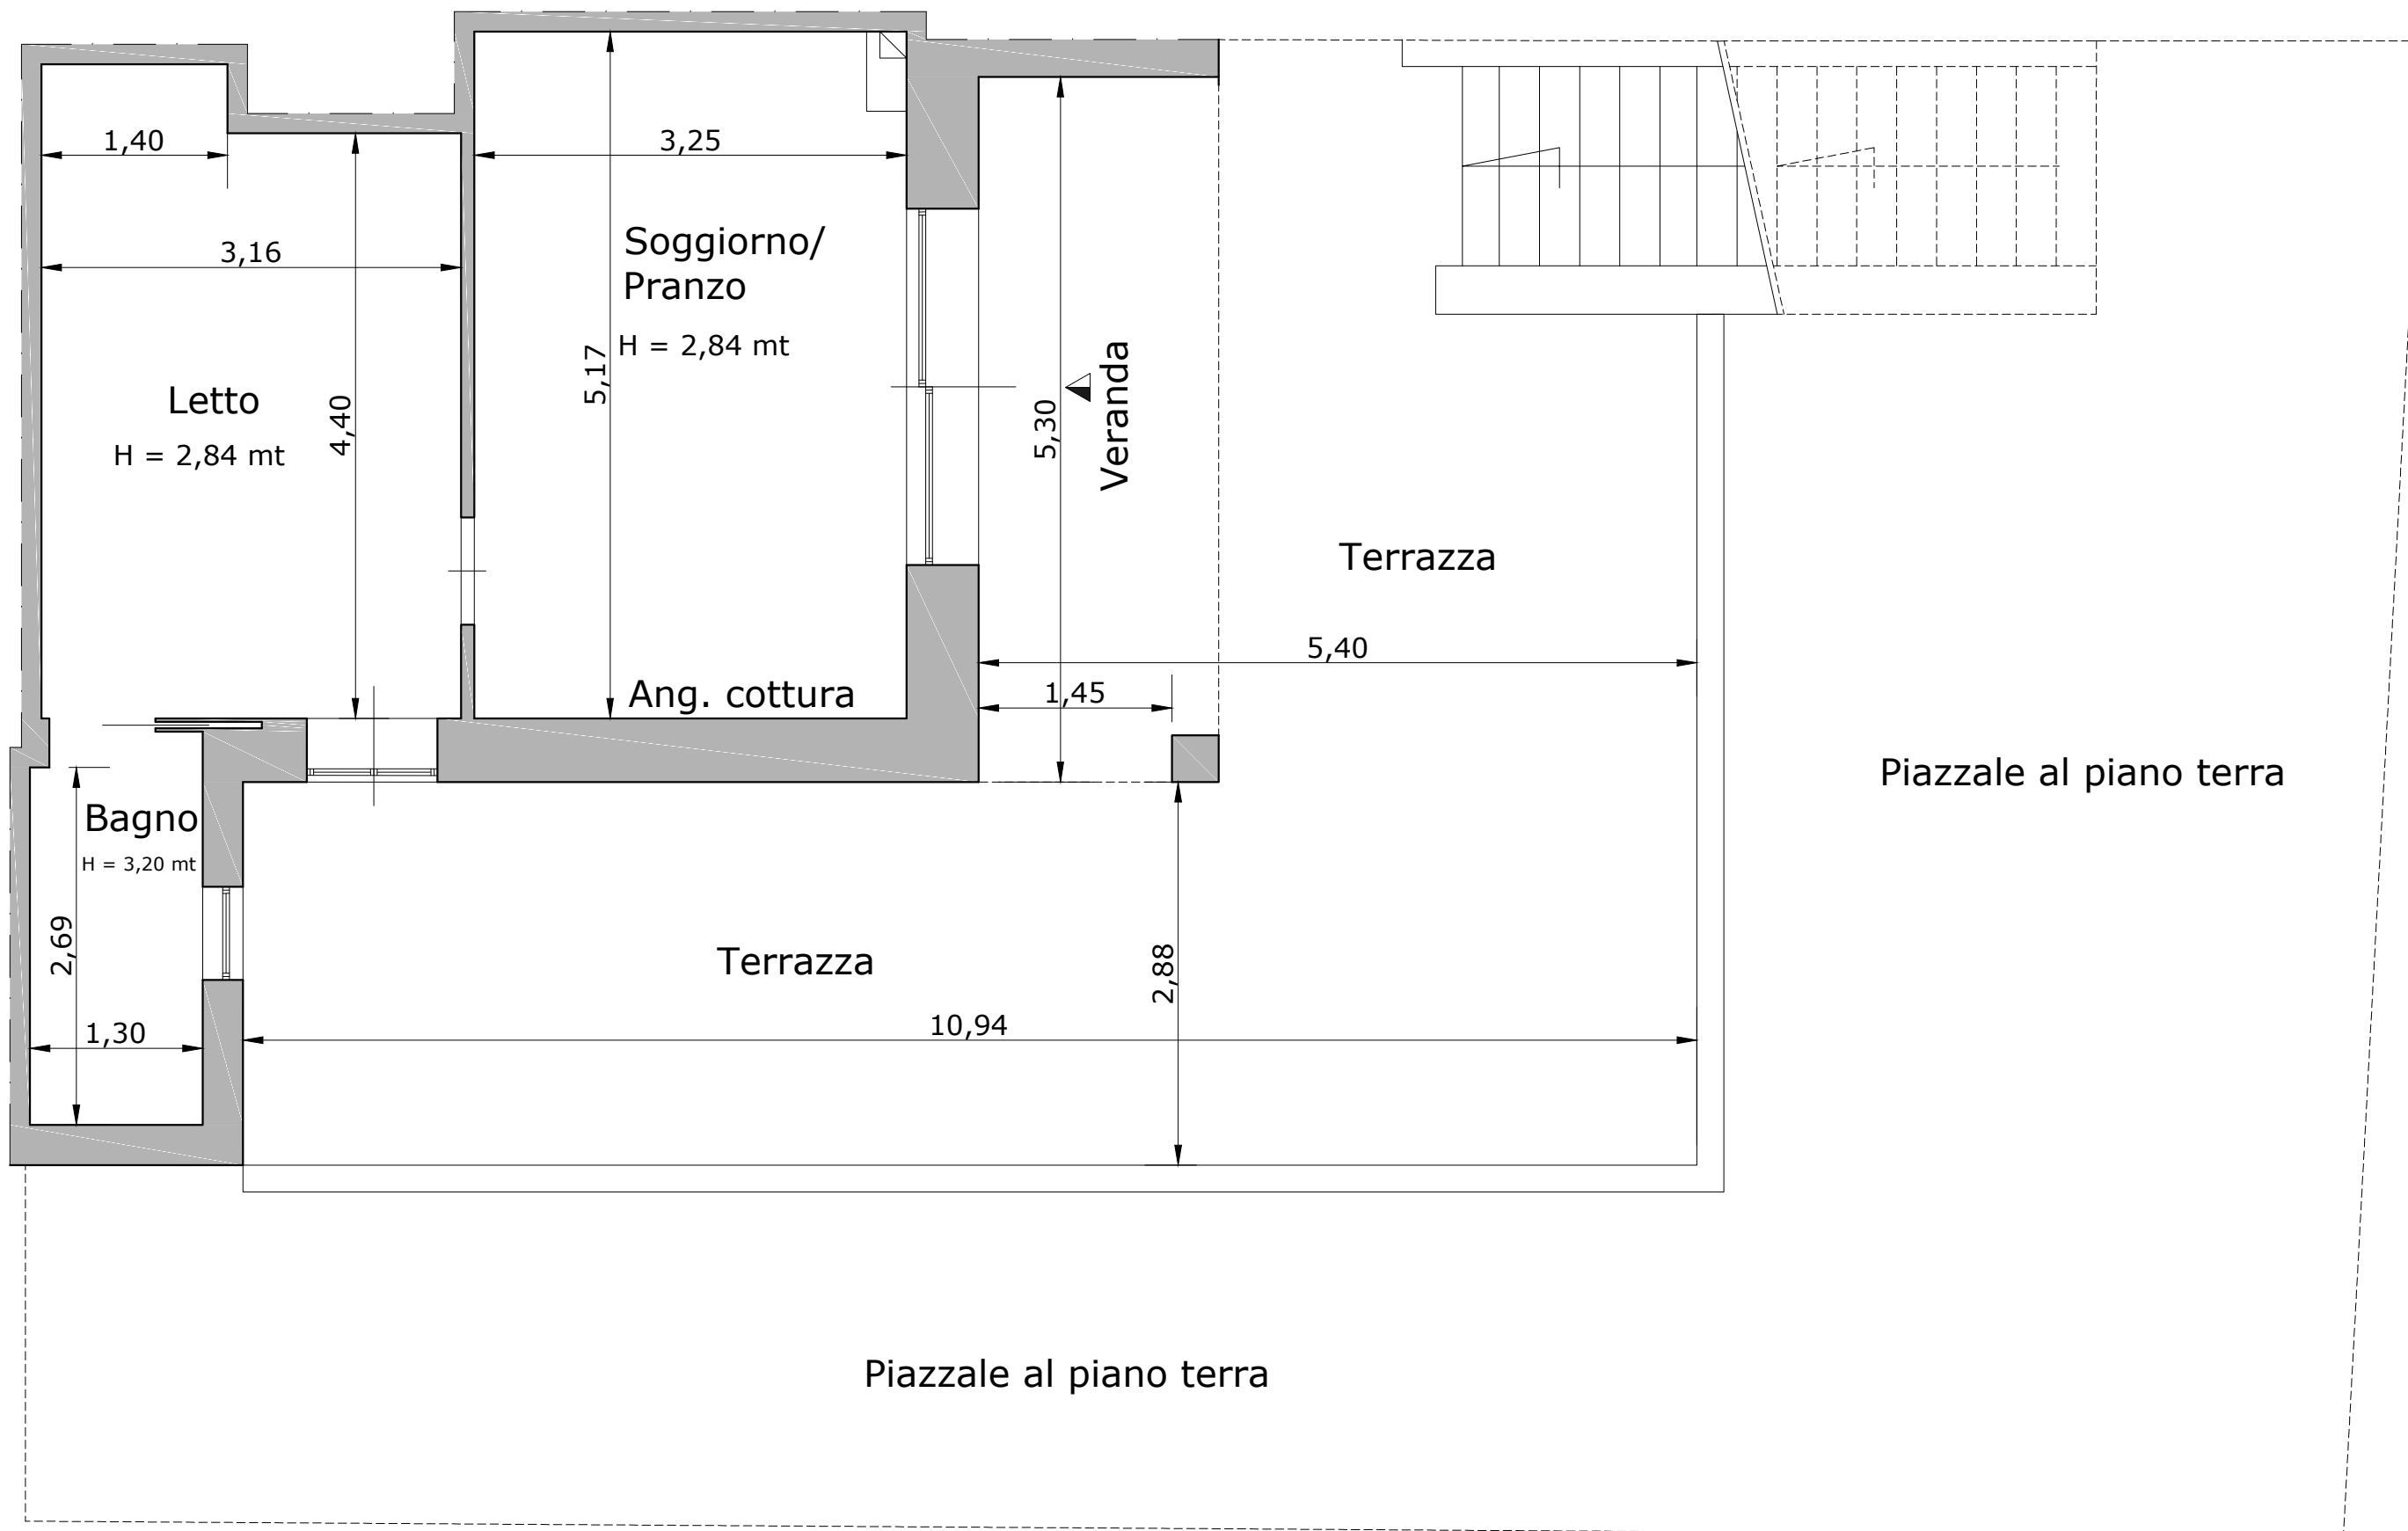 1,40
3,25
3,16
Soggiorno/
Pranzo
H = 2,84 mt
5,17
Letto
H = 2,84 mt
4,40
5,30
Veranda
Terrazza
5,40
Ang. cottura
1,45
Piazzale al piano terra
Bagno
H = 3,20 mt
2,69
1,30
Terrazza
2,88
10,94
Piazzale al piano terra